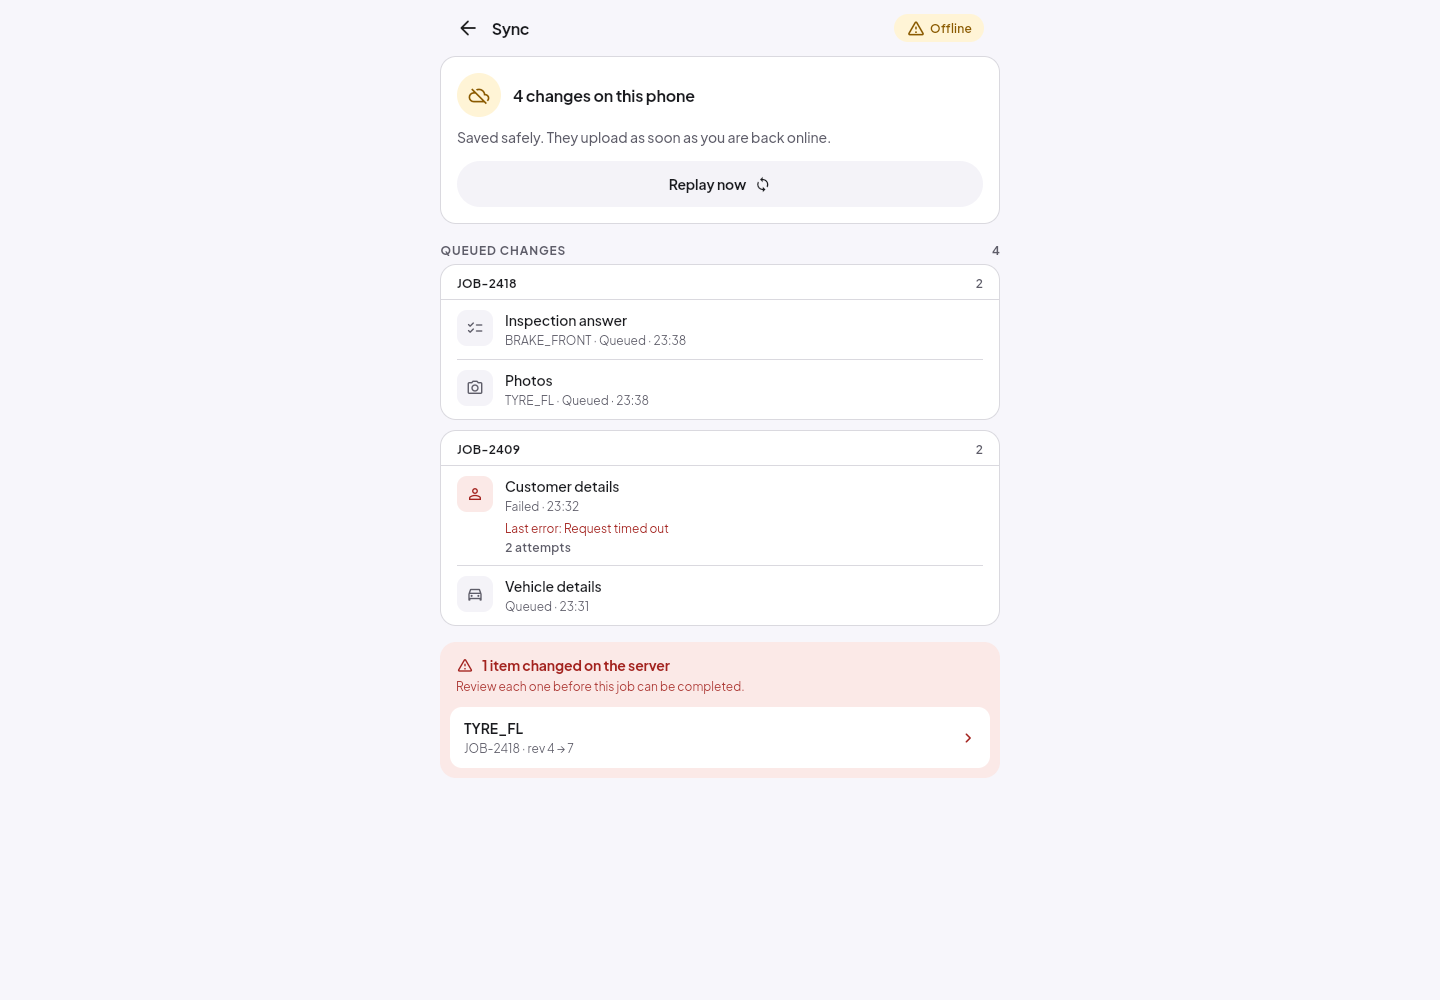 Sync
Offline
4 changes on this phone
Saved safely. They upload as soon as you are back online.
Replay now
QUEUED CHANGES
4
JOB-2418
2
Inspection answer
BRAKE_FRONT · Queued · 23:38
Photos
TYRE_FL · Queued · 23:38
JOB-2409
2
Customer details
Failed · 23:32
Last error: Request timed out
2 attempts
Vehicle details
Queued · 23:31
1 item changed on the server
Review each one before this job can be completed.
TYRE_FL
JOB-2418 · rev 4 → 7